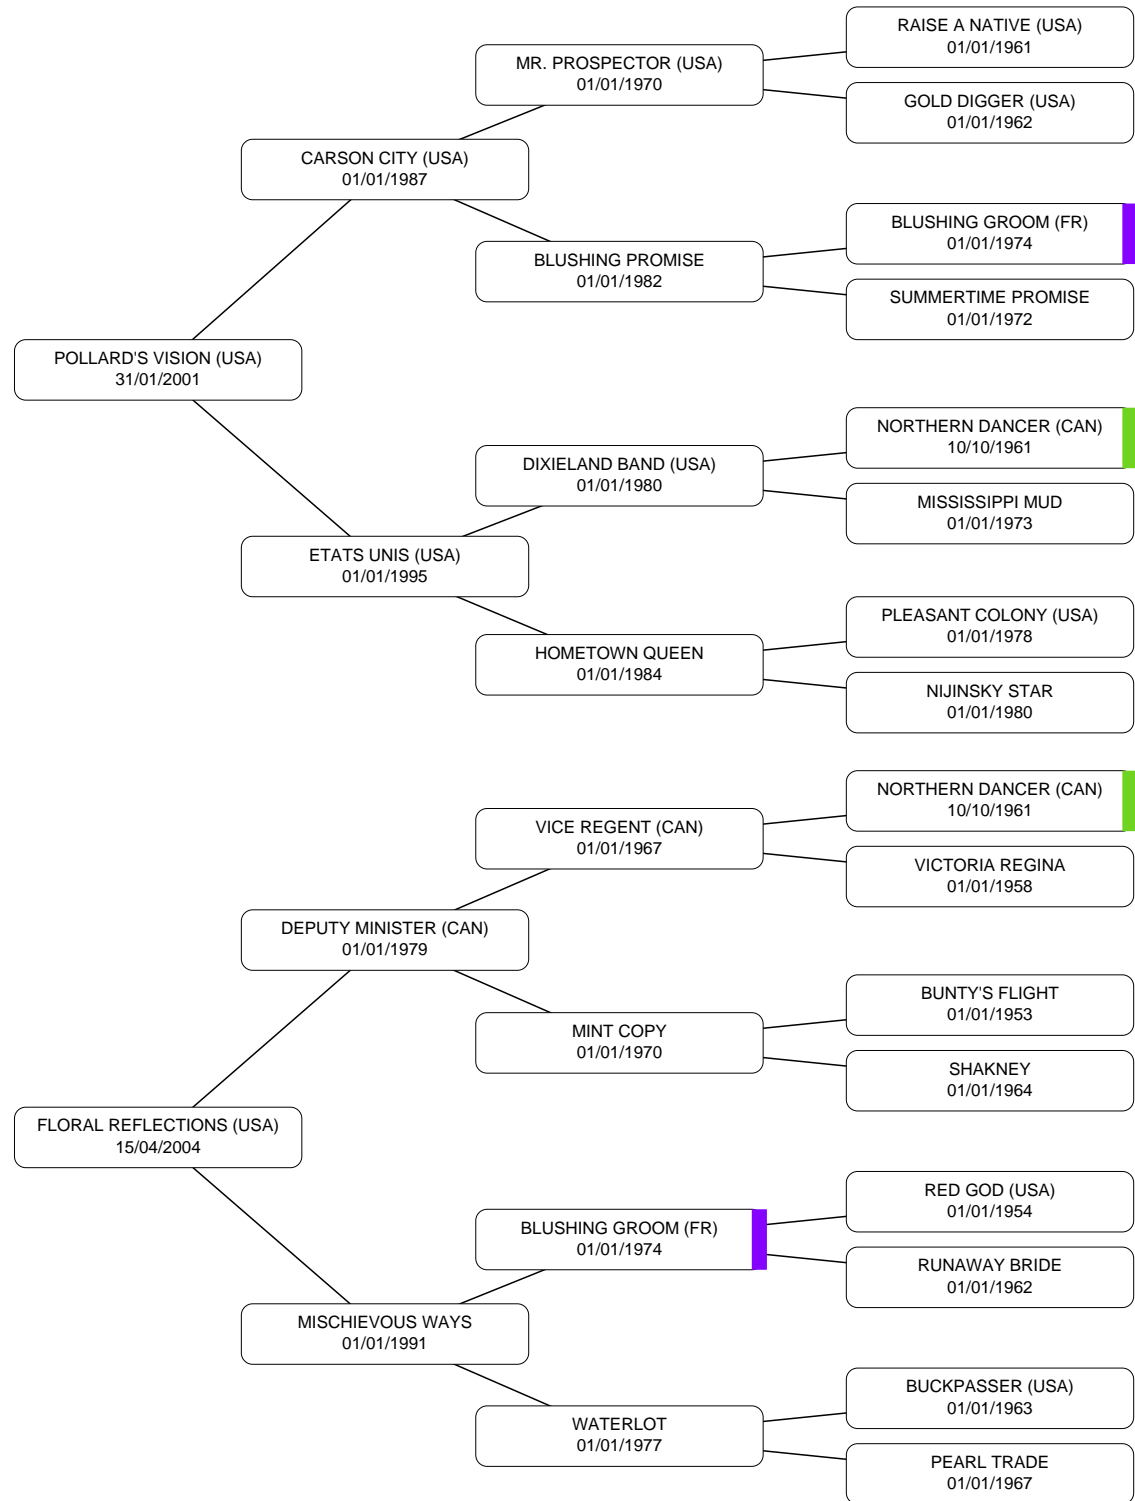 RAISE A NATIVE (USA)
01/01/1961
MR. PROSPECTOR (USA)
01/01/1970
GOLD DIGGER (USA)
01/01/1962
CARSON CITY (USA)
01/01/1987
BLUSHING GROOM (FR)
01/01/1974
BLUSHING PROMISE
01/01/1982
SUMMERTIME PROMISE
01/01/1972
POLLARD'S VISION (USA)
31/01/2001
NORTHERN DANCER (CAN)
10/10/1961
DIXIELAND BAND (USA)
01/01/1980
MISSISSIPPI MUD
01/01/1973
ETATS UNIS (USA)
01/01/1995
PLEASANT COLONY (USA)
01/01/1978
HOMETOWN QUEEN
01/01/1984
NIJINSKY STAR
01/01/1980
NORTHERN DANCER (CAN)
10/10/1961
VICE REGENT (CAN)
01/01/1967
VICTORIA REGINA
01/01/1958
DEPUTY MINISTER (CAN)
01/01/1979
BUNTY'S FLIGHT
01/01/1953
MINT COPY
01/01/1970
SHAKNEY
01/01/1964
FLORAL REFLECTIONS (USA)
15/04/2004
RED GOD (USA)
01/01/1954
BLUSHING GROOM (FR)
01/01/1974
RUNAWAY BRIDE
01/01/1962
MISCHIEVOUS WAYS
01/01/1991
BUCKPASSER (USA)
01/01/1963
WATERLOT
01/01/1977
PEARL TRADE
01/01/1967